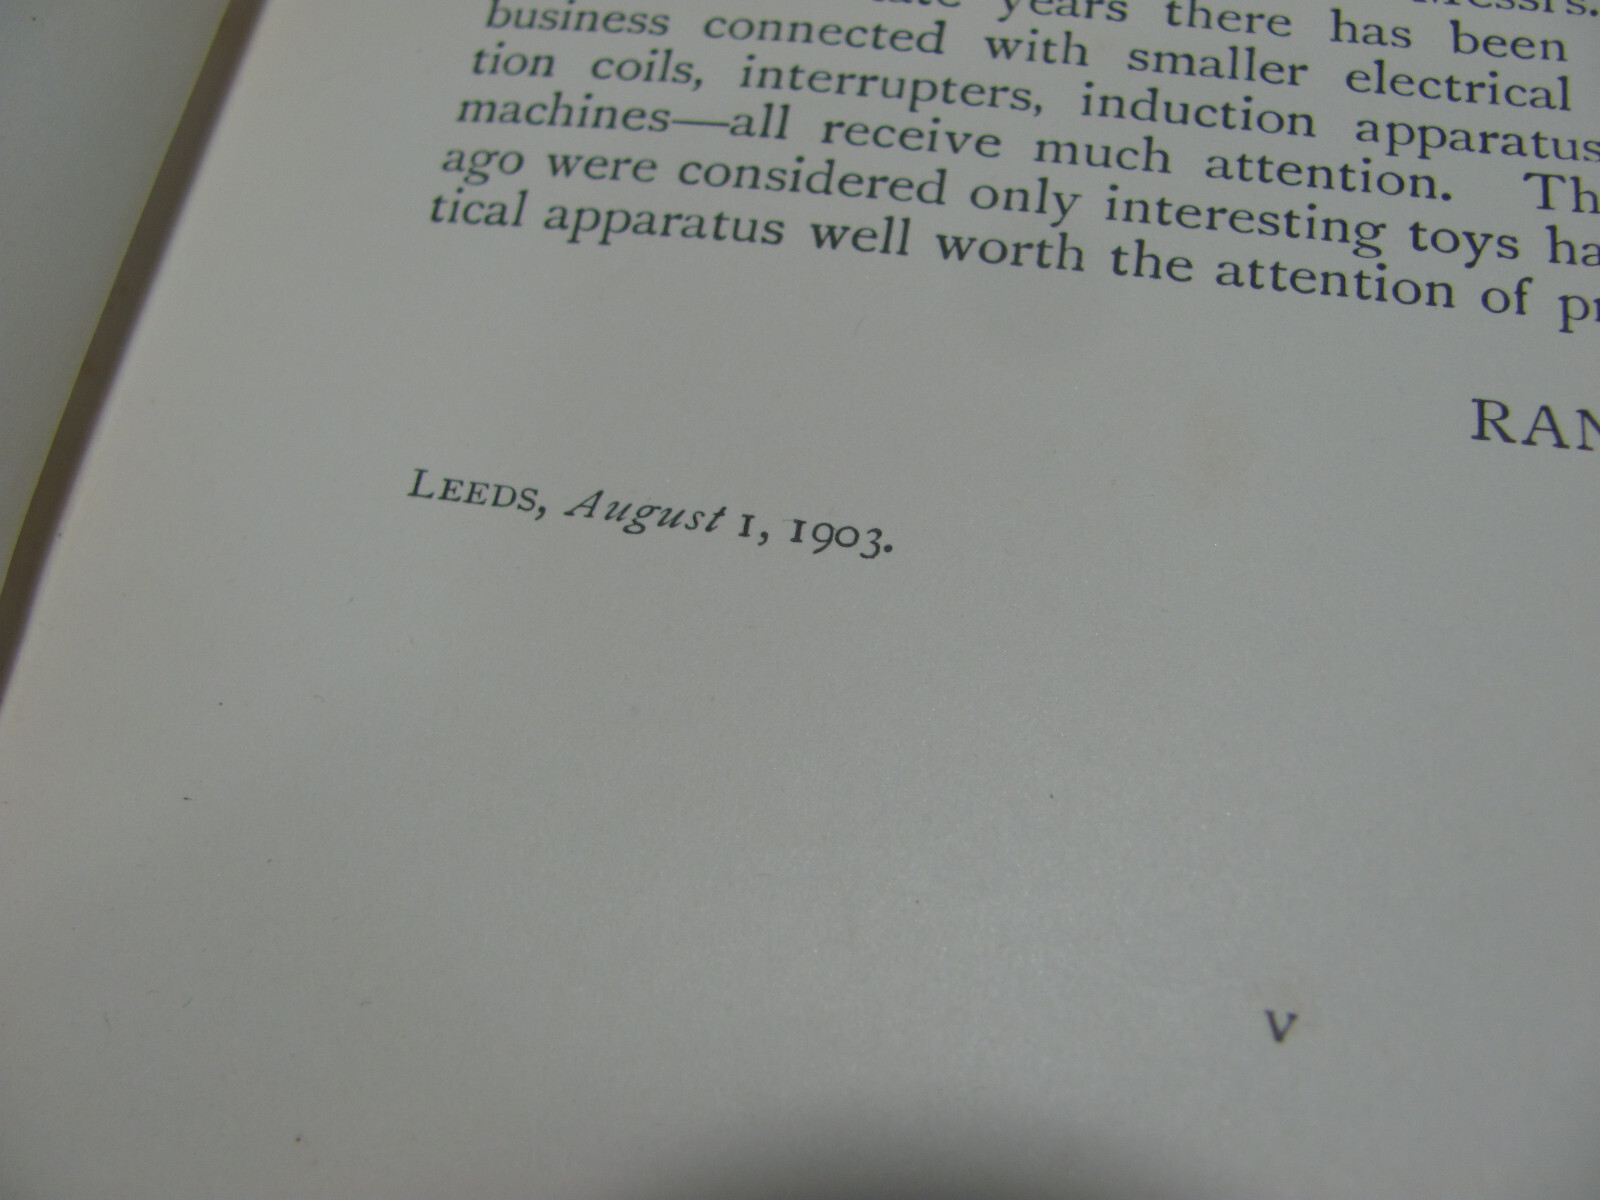 years there has been
business connected with smaller electrical
tion coils, interrupters, induction apparatus
machines—all receive much attention. Th
ago were considered only interesting toys ha
tical apparatus well worth the attention of pr
RAN
LEEDS, August 1, 1903.
v